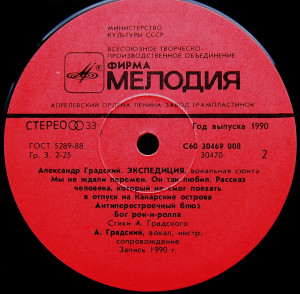 МИНИСТЕРСТВО
КУЛЬТУРЫ СССР
ВСЕСОЮЗНОЕ ТВОРЧЕСКО-
ПРОИЗВОДСТВЕННОЕ ОБЪЕДИНЕНИЕ
ФИРМА
МЕЛОДИЯ
АПРЕЛЕВСКИЙ ОРДЕНА ЛЕНИНА ЗАВОД ГРАМПЛАСТИНОК
СТЕРЕО 33
Год выпуска 1990
ГОСТ 5289-88
С60 30469 008
Гр. 3. 2-25
30470
2
Александр Градский. ЭКСПЕДИЦИЯ, вокальная сюита
Мы не ждали перемен. Он так любил. Рассказ
человека, который не смог поехать
в отпуск на Канарские острова
Антиперестроечный блюз
Бог рок-н-ролла
Стихи А. Градского
А. Градский, вокал, инстр.
сопровождение
Запись 1990 г.